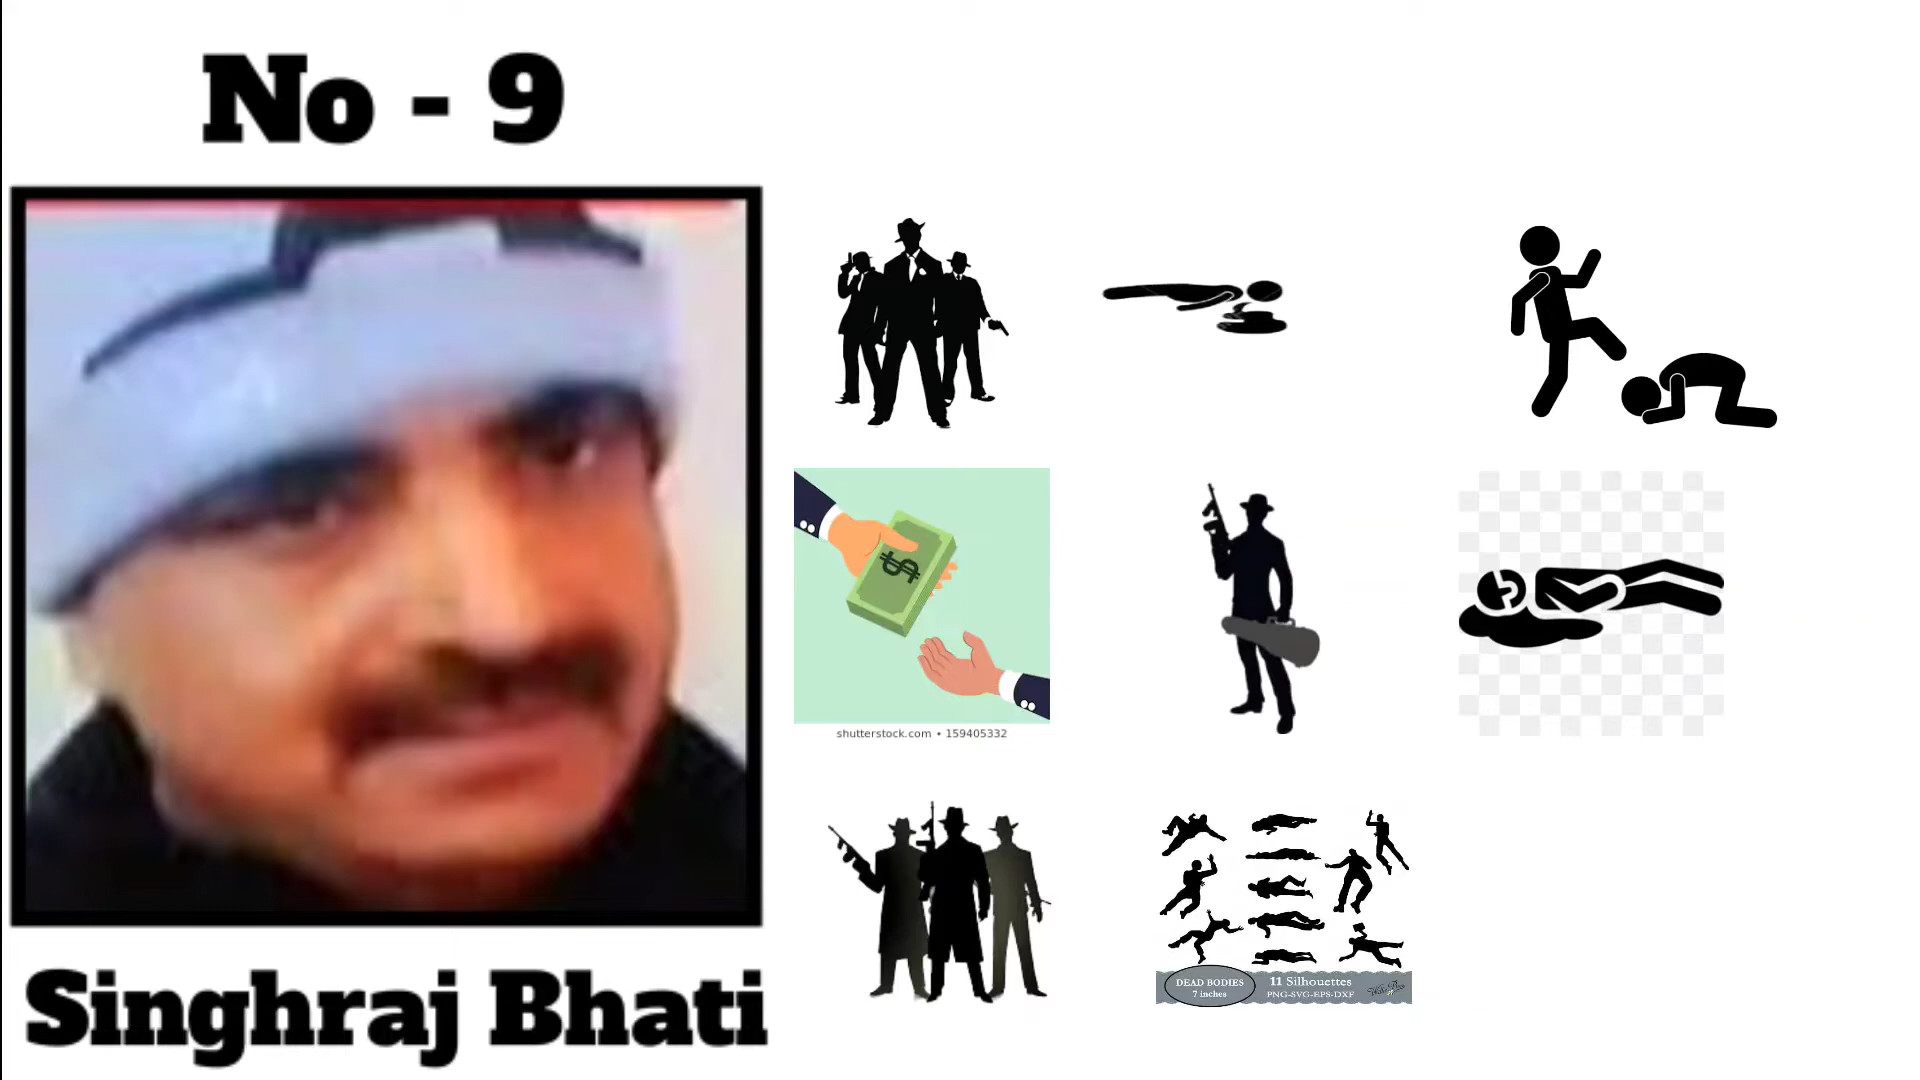 No - 9
Singhraj Bhati
shutterstock.com • 159405332
DEAD BODIES
7 inches
11 Silhouettes
PNG-SVG-EPS-DXF